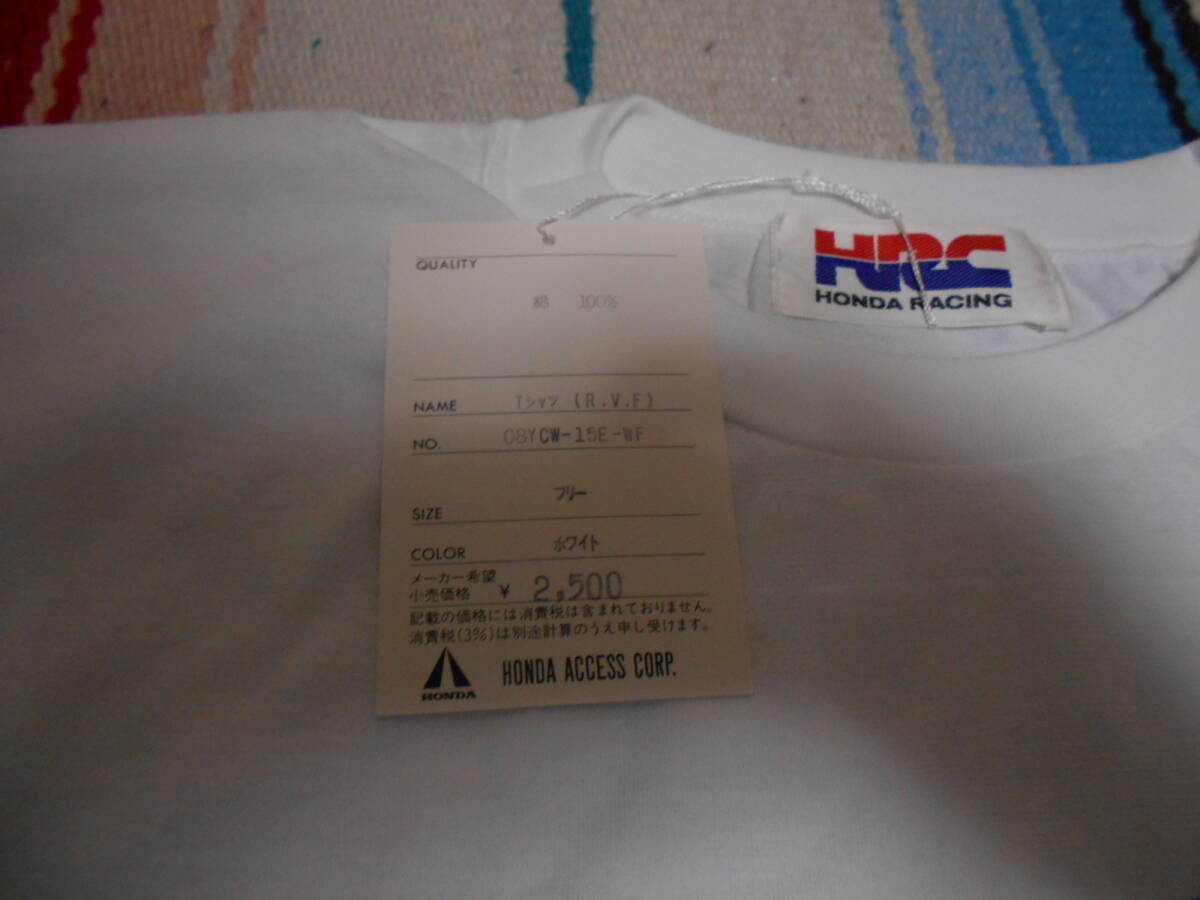 QUALITY
綿 100%
NAME Tシャツ (R.V.F)
NO. 08YCW-15E-WF
SIZE フリー
COLOR ホワイト
メーカー希望
小売価格 ¥ 2,500
記載の価格には消費税は含まれておりません。
消費税(3%)は別途計算のうえ申し受けます。
HONDA
HONDA ACCESS CORP.
HRC
HONDA RACING